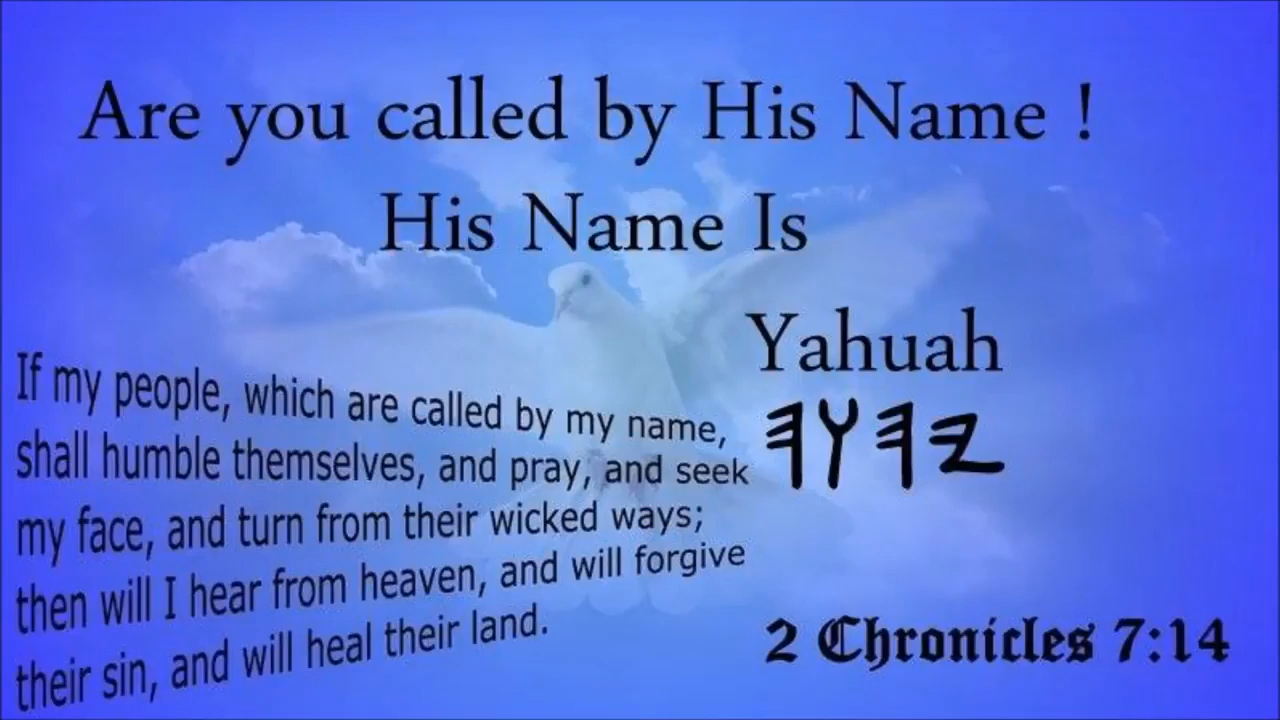 Are you called by His Name !
His Name Is
Yahuah
𐤉𐤄𐤅𐤄
If my people, which are called by my name,
shall humble themselves, and pray, and seek
my face, and turn from their wicked ways;
then will I hear from heaven, and will forgive
their sin, and will heal their land.
2 Chronicles 7:14